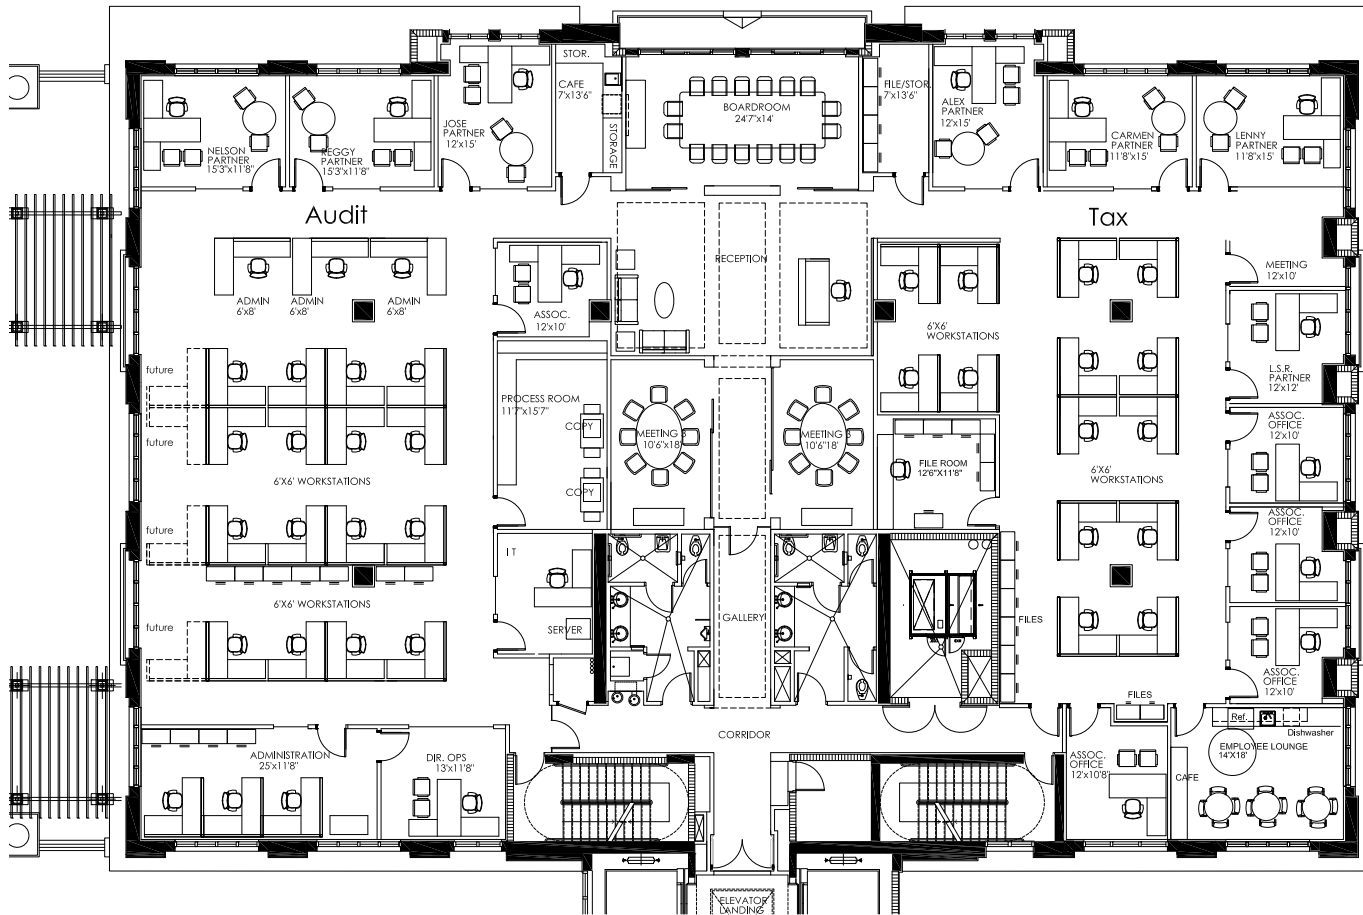 STOR.
CAFE
7'x13'6"
STORAGE
BOARDROOM
24'7"x14'
FILE/STOR.
7'x13'6"
ALEX
PARTNER
12'x15'
JOSE
PARTNER
12'x15'
NELSON
PARTNER
15'3"x11'8"
REGGY
PARTNER
15'3"x11'8"
CARMEN
PARTNER
11'8"x15'
LENNY
PARTNER
11'8"x15'
Audit
Tax
RECEPTION
MEETING
12'x10'
ADMIN
6'x8'
ADMIN
6'x8'
ADMIN
6'x8'
ASSOC.
12'x10'
6'X6'
WORKSTATIONS
future
L.S.R.
PARTNER
12'x12'
PROCESS ROOM
11'7"x15'7"
COPY
COPY
MEETING B
10'6"x18'
MEETING B
10'6"18'
future
ASSOC.
OFFICE
12'x10'
FILE ROOM
12'6"X11'8"
6'X6'
WORKSTATIONS
6'X6' WORKSTATIONS
future
ASSOC.
OFFICE
12'x10'
I T
SERVER
6'X6' WORKSTATIONS
future
GALLERY
FILES
ASSOC.
OFFICE
12'x10'
FILES
CORRIDOR
Ref.
Dishwasher
EMPLOYEE LOUNGE
14'X18'
CAFE
ADMINISTRATION
25'x11'8"
DIR. OPS
13'x11'8"
ASSOC.
OFFICE
12'x10'8"
ELEVATOR
LANDING